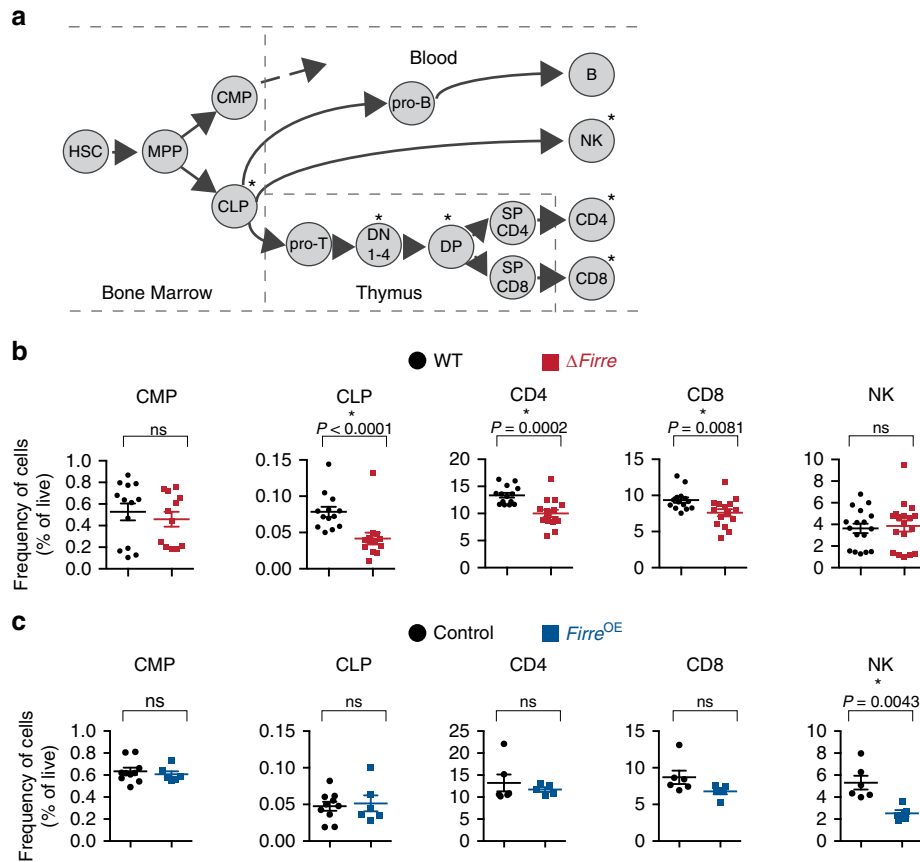 a
Blood
B
CMP
pro-B
NK
*
HSC
MPP
CLP
*
pro-T
DN
1-4
*
DP
*
SP
CD4
CD4
*
SP
CD8
CD8
*
Bone Marrow
Thymus
b
WT
ΔFirre
CMP
CLP
CD4
CD8
NK
ns
*
P < 0.0001
*
P = 0.0002
*
P = 0.0081
ns
Frequency of cells
(% of live)
1.0
0.8
0.6
0.4
0.2
0.0
0.15
0.10
0.05
0.00
20
15
10
5
0
15
10
5
0
10
8
6
4
2
0
c
Control
Firre^OE
CMP
CLP
CD4
CD8
NK
ns
ns
ns
ns
*
P = 0.0043
Frequency of cells
(% of live)
1.0
0.8
0.6
0.4
0.2
0.0
0.15
0.10
0.05
0.00
25
20
15
10
5
0
15
10
5
0
10
8
6
4
2
0